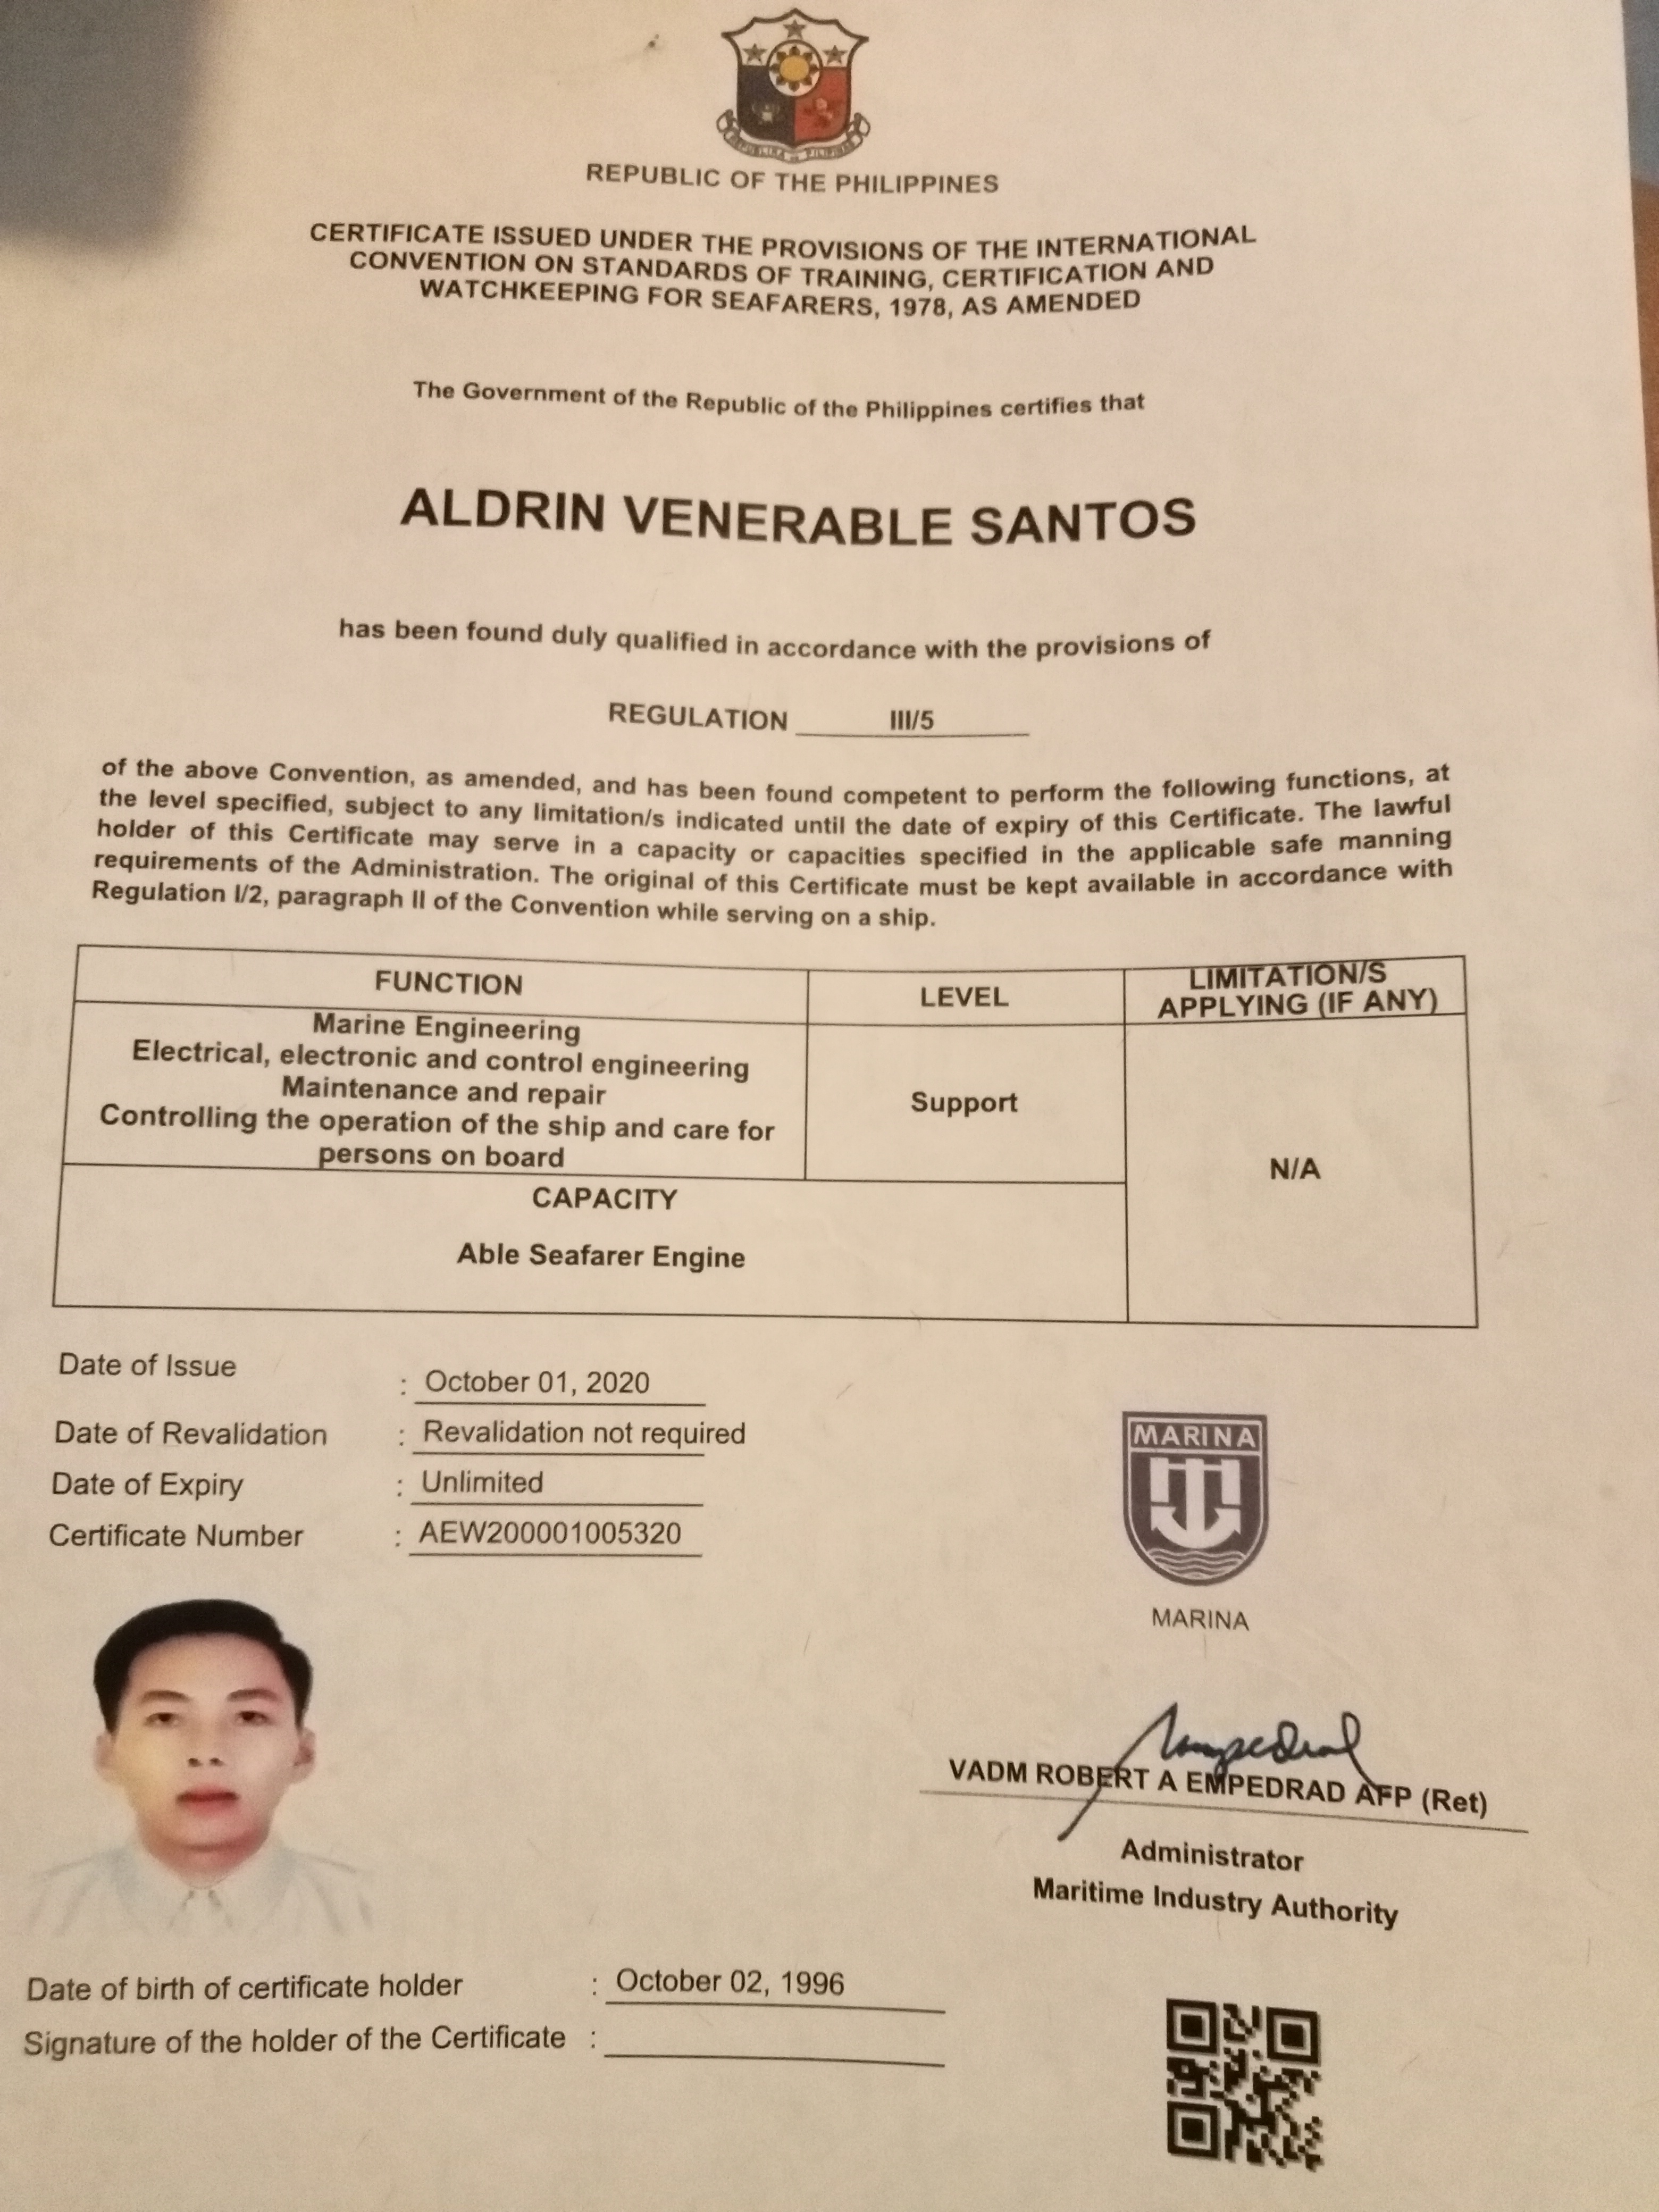 REPUBLIKA NG PILIPINAS
REPUBLIC OF THE PHILIPPINES
CERTIFICATE ISSUED UNDER THE PROVISIONS OF THE INTERNATIONAL
CONVENTION ON STANDARDS OF TRAINING, CERTIFICATION AND
WATCHKEEPING FOR SEAFARERS, 1978, AS AMENDED
The Government of the Republic of the Philippines certifies that
ALDRIN VENERABLE SANTOS
has been found duly qualified in accordance with the provisions of
REGULATION III/5
of the above Convention, as amended, and has been found competent to perform the following functions, at
the level specified, subject to any limitation/s indicated until the date of expiry of this Certificate. The lawful
holder of this Certificate may serve in a capacity or capacities specified in the applicable safe manning
requirements of the Administration. The original of this Certificate must be kept available in accordance with
Regulation I/2, paragraph II of the Convention while serving on a ship.
FUNCTION LEVEL LIMITATION/S
APPLYING (IF ANY)
Marine Engineering
Electrical, electronic and control engineering
Maintenance and repair
Controlling the operation of the ship and care for
persons on board
Support
N/A
CAPACITY
Able Seafarer Engine
Date of Issue : October 01, 2020
Date of Revalidation : Revalidation not required
Date of Expiry : Unlimited
Certificate Number : AEW200001005320
MARINA
MARINA
VADM ROBERT A EMPEDRAD AFP (Ret)
Administrator
Maritime Industry Authority
Date of birth of certificate holder : October 02, 1996
Signature of the holder of the Certificate :